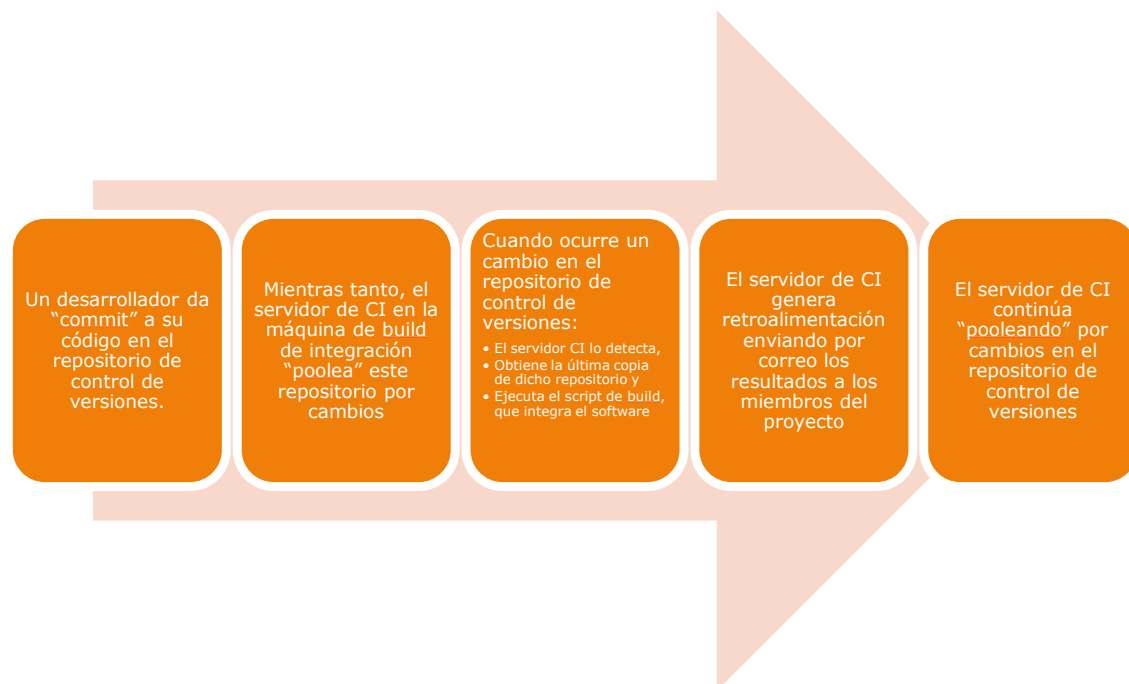 Un desarrollador da
“commit” a su
código en el
repositorio de
control de
versiones.
Mientras tanto, el
servidor de CI en la
máquina de build
de integración
“poolea” este
repositorio por
cambios
Cuando ocurre un
cambio en el
repositorio de
control de
versiones:
• El servidor CI lo detecta,
• Obtiene la última copia
de dicho repositorio y
• Ejecuta el script de build,
que integra el software
El servidor de CI
genera
retroalimentación
enviando por
correo los
resultados a los
miembros del
proyecto
El servidor de CI
continúa
“pooleando” por
cambios en el
repositorio de
control de
versiones